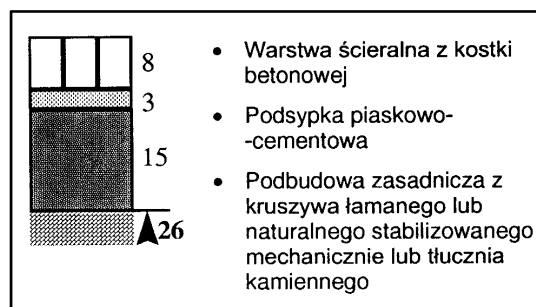 8
3
15
26
• Warstwa ścieralna z kostki
betonowej
• Podsypka piaskowo-
-cementowa
• Podbudowa zasadnicza z
kruszywa łamanego lub
naturalnego stabilizowanego
mechanicznie lub tłucznia
kamiennego